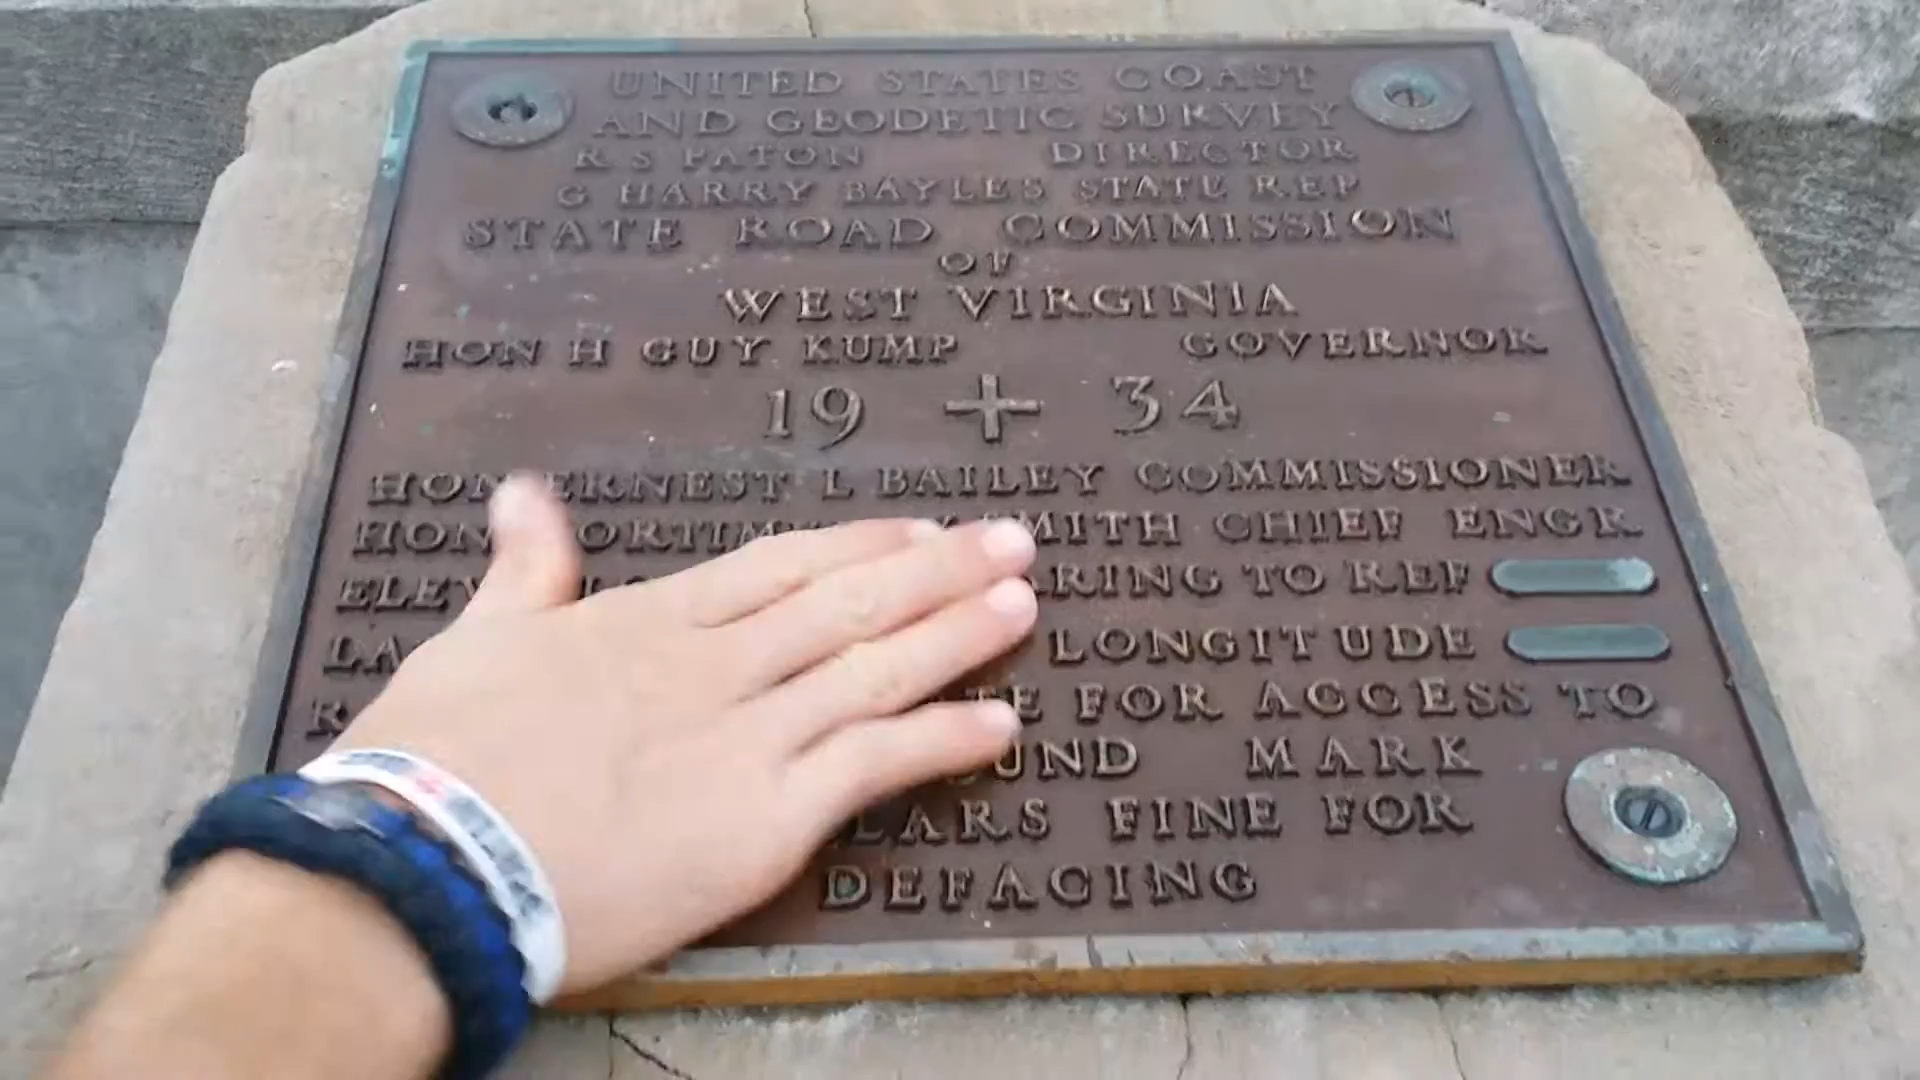 UNITED STATES COAST
AND GEODETIC SURVEY
R S PATON DIRECTOR
G HARRY BAYLES STATE REP
STATE ROAD COMMISSION
OF
WEST VIRGINIA
HON H GUY KUMP GOVERNOR
19 + 34
HON ERNEST L BAILEY COMMISSIONER
HON SMITH CHIEF ENGR
TO REF
LONGITUDE
FOR ACCESS TO
MARK
FINE FOR
DEFACING